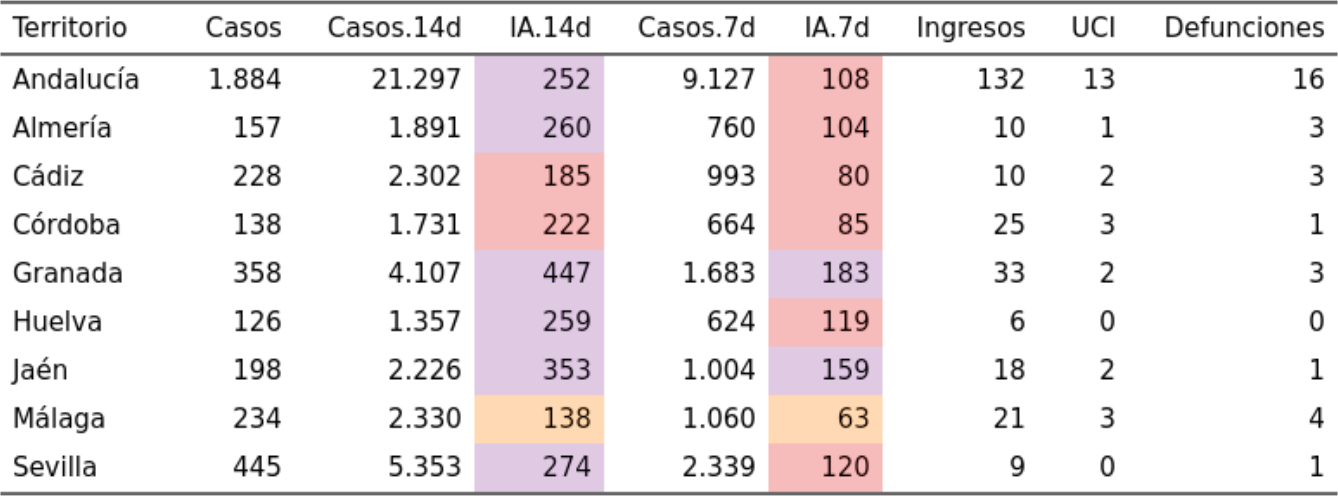 Territorio Casos Casos.14d IA.14d Casos.7d IA.7d Ingresos UCI Defunciones
Andalucía 1.884 21.297 252 9.127 108 132 13 16
Almería 157 1.891 260 760 104 10 1 3
Cádiz 228 2.302 185 993 80 10 2 3
Córdoba 138 1.731 222 664 85 25 3 1
Granada 358 4.107 447 1.683 183 33 2 3
Huelva 126 1.357 259 624 119 6 0 0
Jaén 198 2.226 353 1.004 159 18 2 1
Málaga 234 2.330 138 1.060 63 21 3 4
Sevilla 445 5.353 274 2.339 120 9 0 1